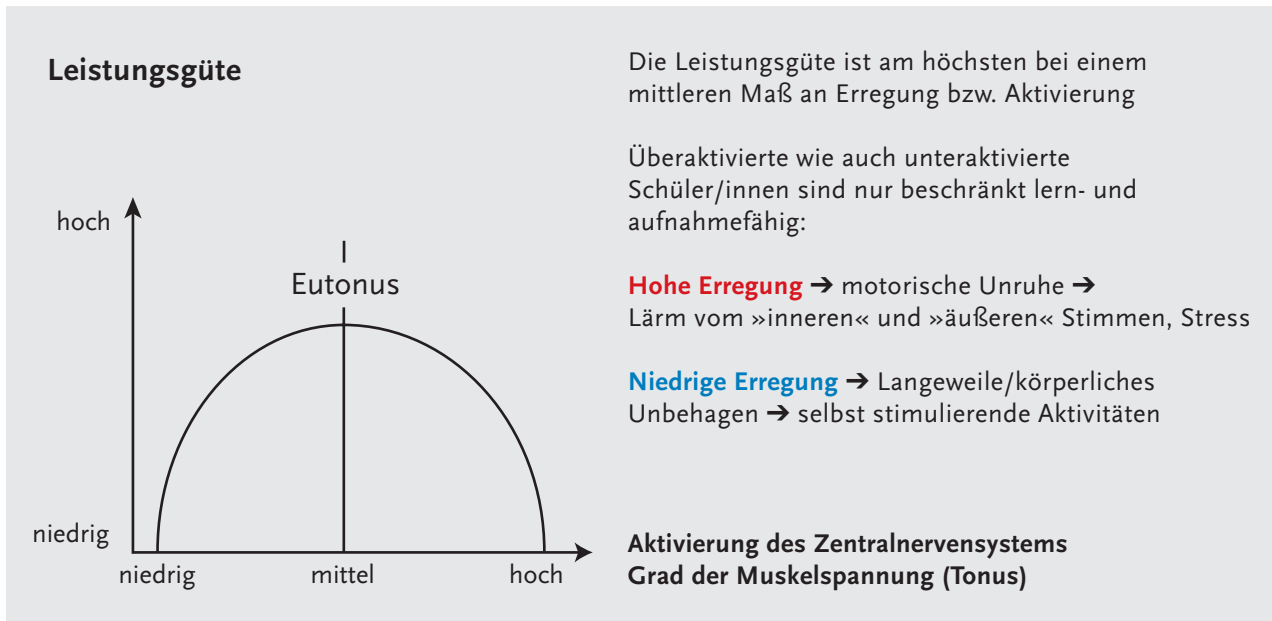 Leistungsgüte
hoch
Eutonus
niedrig
niedrig
mittel
hoch
Die Leistungsgüte ist am höchsten bei einem
mittleren Maß an Erregung bzw. Aktivierung
Überaktivierte wie auch unteraktivierte
Schüler/innen sind nur beschränkt lern- und
aufnahmefähig:
Hohe Erregung ➔ motorische Unruhe ➔
Lärm vom »inneren« und »äußeren« Stimmen, Stress
Niedrige Erregung ➔ Langeweile/körperliches
Unbehagen ➔ selbst stimulierende Aktivitäten
Aktivierung des Zentralnervensystems
Grad der Muskelspannung (Tonus)